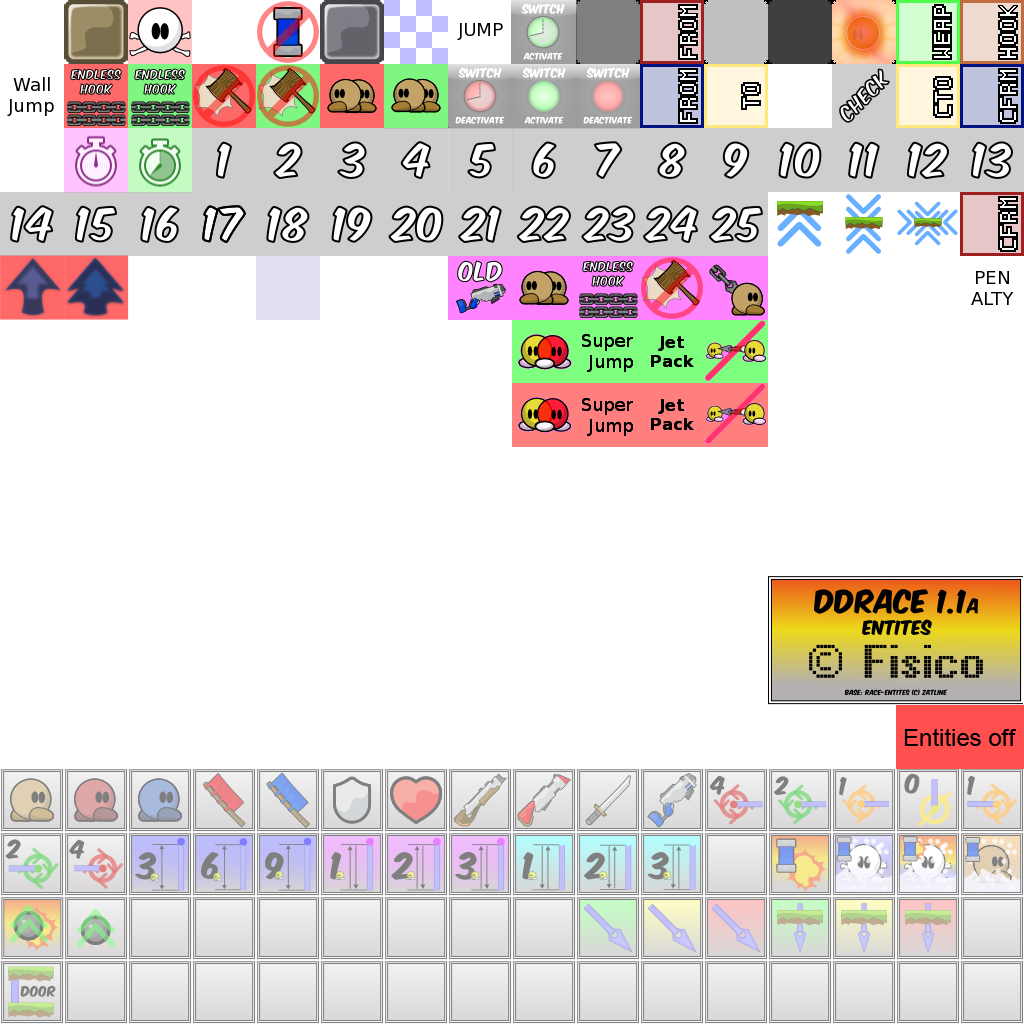 JUMP
SWITCH
ACTIVATE
FROM
WEAP
HOOK
Wall
Jump
ENDLESS
HOOK
ENDLESS
HOOK
SWITCH
DEACTIVATE
SWITCH
ACTIVATE
SWITCH
DEACTIVATE
FROM
TO
CHECK
CTO
CFRM
1 2 3 4 5 6 7 8 9 10 11 12 13
14 15 16 17 18 19 20 21 22 23 24 25
CFRM
OLD
ENDLESS
HOOK
PEN
ALTY
Super
Jump
Jet
Pack
Super
Jump
Jet
Pack
DDRACE 1.1A
ENTITES
© Fisico
BASE: RACE-ENTITES (C) ZATLINE
Entities off
4 2 1 0 1
2 4 3 6 9 1 2 3 1 2 3
DOOR